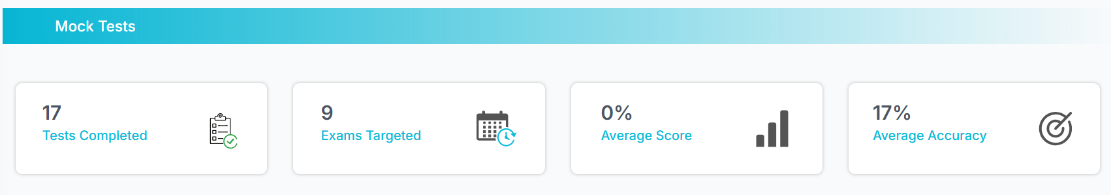 Mock Tests
17
Tests Completed
9
Exams Targeted
0%
Average Score
17%
Average Accuracy